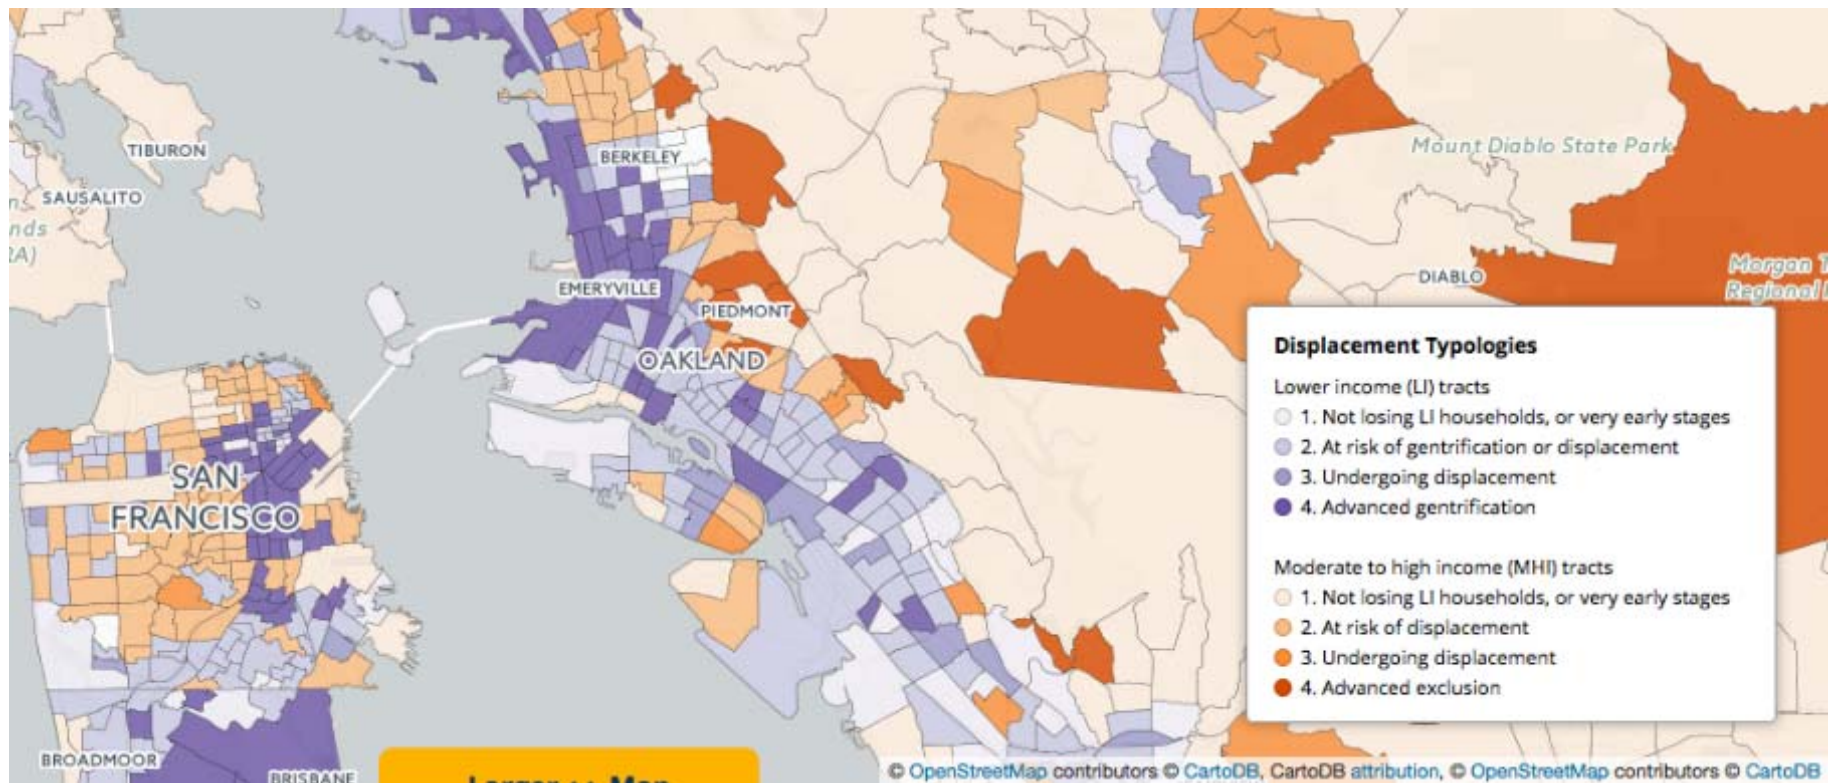 TIBURON
SAUSALITO
nds
RA)
BERKELEY
EMERYVILLE
PIEDMONT
OAKLAND
SAN
FRANCISCO
BROADMOOR
BRISBANE
Mount Diablo State Park
DIABLO
Morgan T
Regional
Displacement Typologies
Lower income (LI) tracts
1. Not losing LI households, or very early stages
2. At risk of gentrification or displacement
3. Undergoing displacement
4. Advanced gentrification
Moderate to high income (MHI) tracts
1. Not losing LI households, or very early stages
2. At risk of displacement
3. Undergoing displacement
4. Advanced exclusion
© OpenStreetMap contributors © CartoDB, CartoDB attribution, © OpenStreetMap contributors © CartoDB